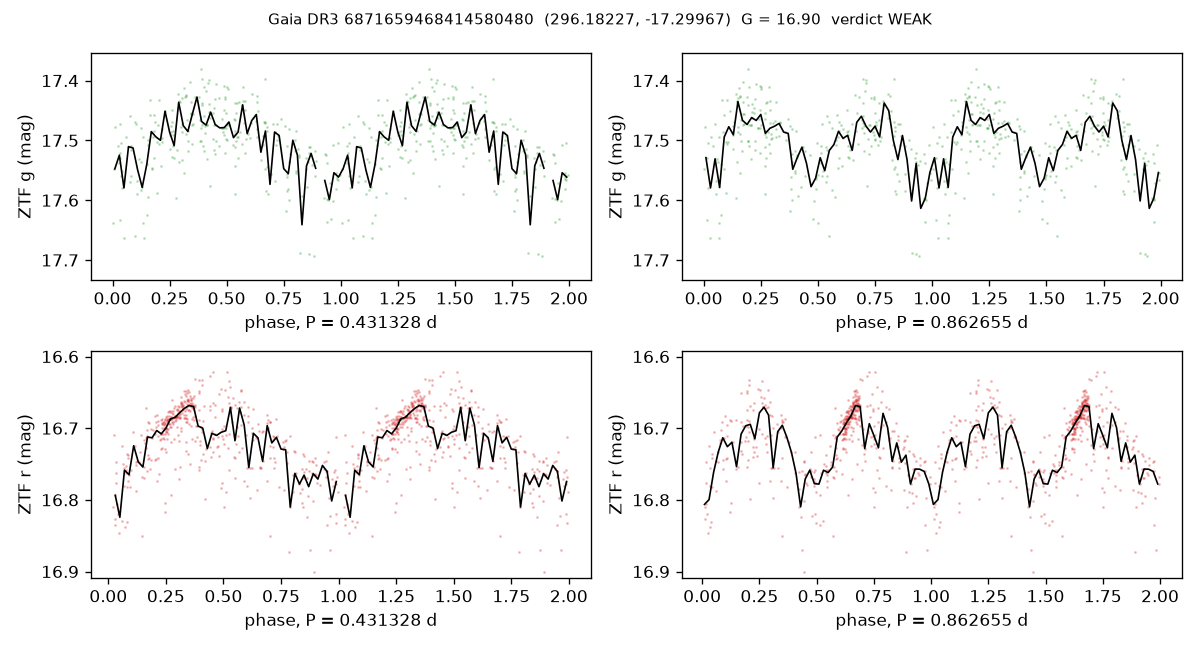 Gaia DR3 6871659468414580480 (296.18227, -17.29967) G = 16.90 verdict WEAK
ZTF g (mag)
17.4
17.5
17.6
17.7
0.00 0.25 0.50 0.75 1.00 1.25 1.50 1.75 2.00
phase, P = 0.431328 d
ZTF g (mag)
17.4
17.5
17.6
17.7
0.00 0.25 0.50 0.75 1.00 1.25 1.50 1.75 2.00
phase, P = 0.862655 d
ZTF r (mag)
16.6
16.7
16.8
16.9
0.00 0.25 0.50 0.75 1.00 1.25 1.50 1.75 2.00
phase, P = 0.431328 d
ZTF r (mag)
16.6
16.7
16.8
16.9
0.00 0.25 0.50 0.75 1.00 1.25 1.50 1.75 2.00
phase, P = 0.862655 d